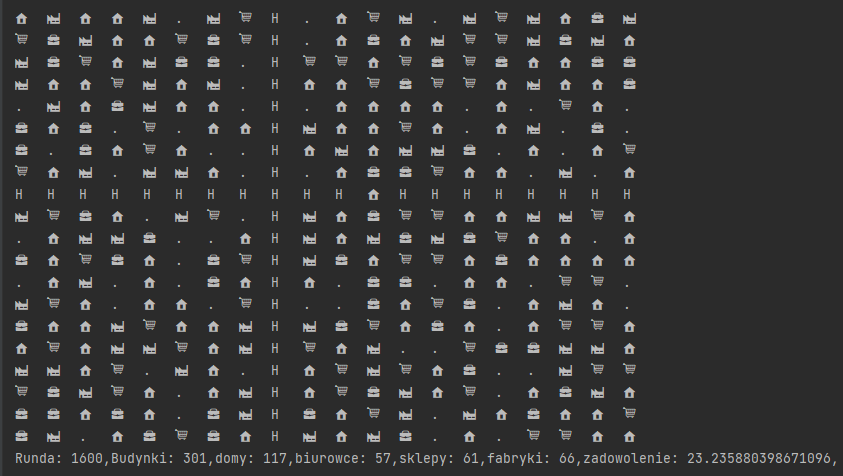 🏠 🏭 🏠 🏠 🏭 . 🏭 🛒 H . 🏠 🛒 🏭 . 🏭 🛒 🏭 🏠 💼 🏭
🛒 💼 🏭 🏠 🏠 🛒 💼 🛒 H . 🏠 💼 🏠 🏭 🛒 🛒 🏭 💼 🏭 🏠
🏭 💼 🛒 🏠 🏭 💼 💼 . H 🛒 🛒 🏠 🛒 💼 🛒 💼 🏠 🏠 💼 💼
🏭 🏠 🏠 🛒 🏭 🏠 🏭 . H 🏠 🏠 🛒 💼 🛒 🛒 🏠 🏭 🏠 🏠 💼
. 🏭 🏠 💼 🏭 🏠 🏠 . H . 🏠 🏠 🏠 🏠 . 🏠 . 🛒 🏠 .
💼 🏠 💼 . 🛒 . 🏠 🏠 H 🏭 🏠 🏠 🛒 🏠 . 🏠 🏭 . 💼 .
💼 . 💼 🏠 🛒 🏠 . . H 🏠 🏭 🏠 🏭 🏭 💼 . 🏠 . 🏠 🛒
🛒 🏠 🏭 . 🏭 🏭 🏠 . H . 🏠 💼 💼 🛒 🏠 🏠 . 🏭 . 🏠
H H H H H H H H H H H 🏠 H H H H H H H H
🏭 🛒 💼 🏠 . 🏭 🛒 . H 🏭 🏠 💼 🛒 🛒 🏠 🏠 🏭 🏭 🛒 🏠
. 🏠 🏭 🏭 💼 . . 🏠 H 🏭 🏠 🏭 💼 🏭 💼 🛒 🏠 🏠 . 🏠
💼 🏠 🛒 💼 🏠 . 💼 🛒 H 🏭 💼 🏠 🛒 🛒 🏠 💼 🏠 🏠 🏠 🏠
. 🏠 🏭 . 🏠 . 💼 🏠 H 🏠 . 💼 💼 . 🏠 🏠 . 🛒 🛒 .
🏭 🛒 🏠 . 🏠 🏠 . 🛒 H . . 💼 🏠 🛒 💼 . 🏠 🏭 🏠 .
💼 🏠 🏠 🏭 🛒 🏠 🏠 🏭 H 🏭 💼 🛒 🏠 💼 🏠 . 🏠 🛒 🛒 🏠
🏠 🛒 🏠 🏭 🏭 🛒 🏠 🏭 H 🛒 🏠 🏭 . . 🛒 💼 💼 🏭 🏭 🏠
🏭 🏭 🏠 🛒 . 🏭 🏠 . H 🏠 🛒 🏭 🛒 🏠 💼 . . 🏭 🛒 🏠
🛒 💼 🏭 🛒 🏠 . 🏠 🏭 H 🏠 🛒 💼 🏭 🛒 . . 🏠 💼 🏭 🏠
💼 💼 🏠 💼 🏠 . 💼 🏭 H 💼 🏠 🛒 🏭 . 🏭 🏠 💼 🏠 🏠 🛒
💼 🏭 . 🏠 💼 🛒 💼 🏠 H 🏠 🏠 🏭 💼 🏠 🏭 . 🛒 🛒 🏠 🏠
Runda: 1600,Budynki: 301,domy: 117,biurowce: 57,sklepy: 61,fabryki: 66,zadowolenie: 23.235880398671096,